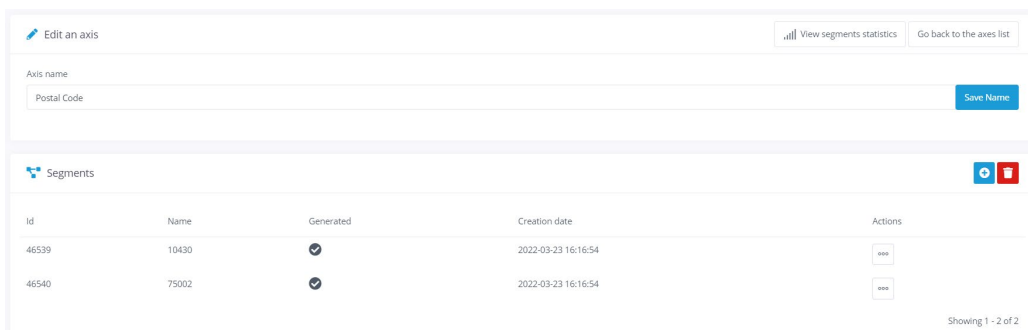 Edit an axis
View segments statistics
Go back to the axes list
Axis name
Postal Code
Save Name
Segments
Id Name Generated Creation date Actions
46539 10430 2022-03-23 16:16:54
46540 75002 2022-03-23 16:16:54
Showing 1 - 2 of 2